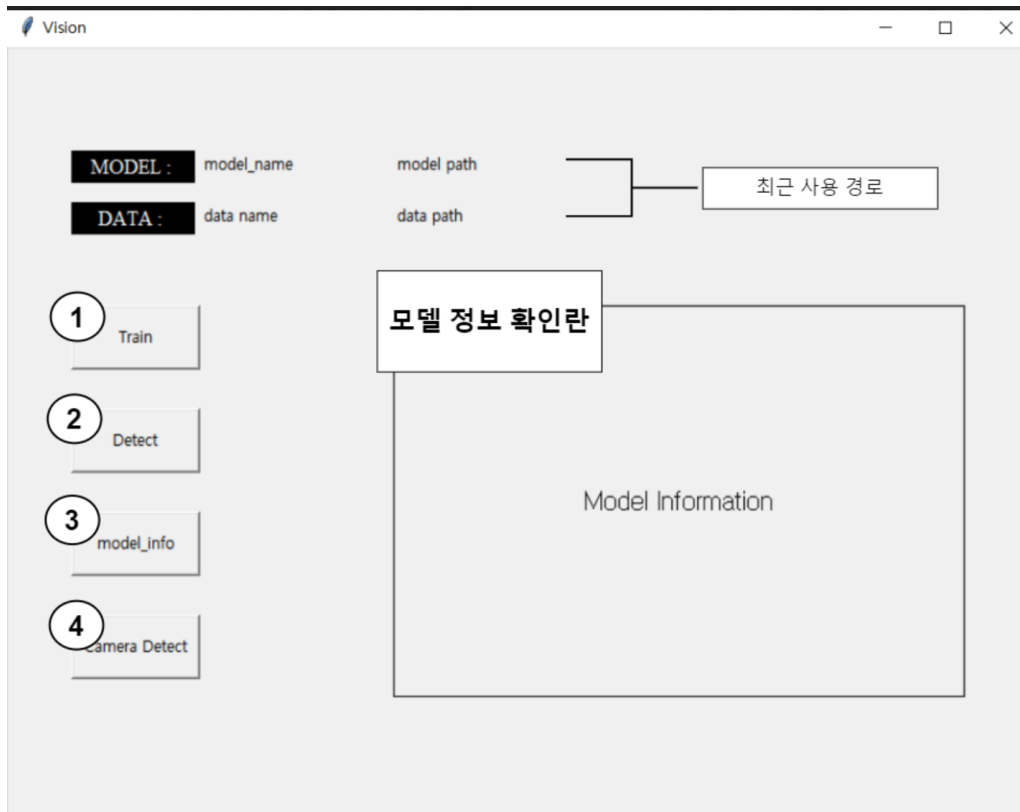 Vision
MODEL : model_name model path
최근 사용 경로
DATA : data name data path
모델 정보 확인란
1
Train
2
Detect
3
model_info
4
Camera Detect
Model Information